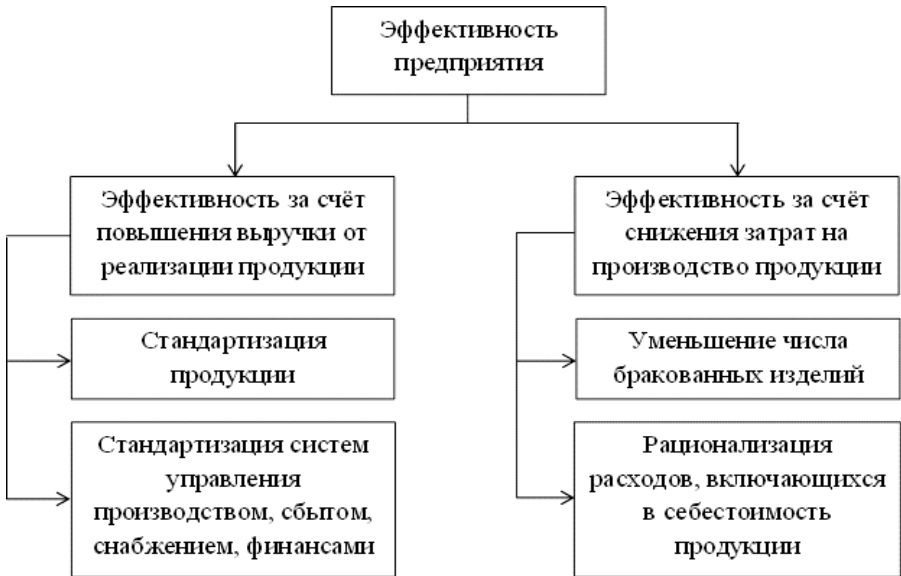 Эффективность
предприятия
Эффективность за счёт
повышения выручки от
реализации продукции
Стандартизация
продукции
Стандартизация систем
управления
производством, сбытом,
снабжением, финансами
Эффективность за счёт
снижения затрат на
производство продукции
Уменьшение числа
бракованных изделий
Рационализация
расходов, включающихся
в себестоимость
продукции